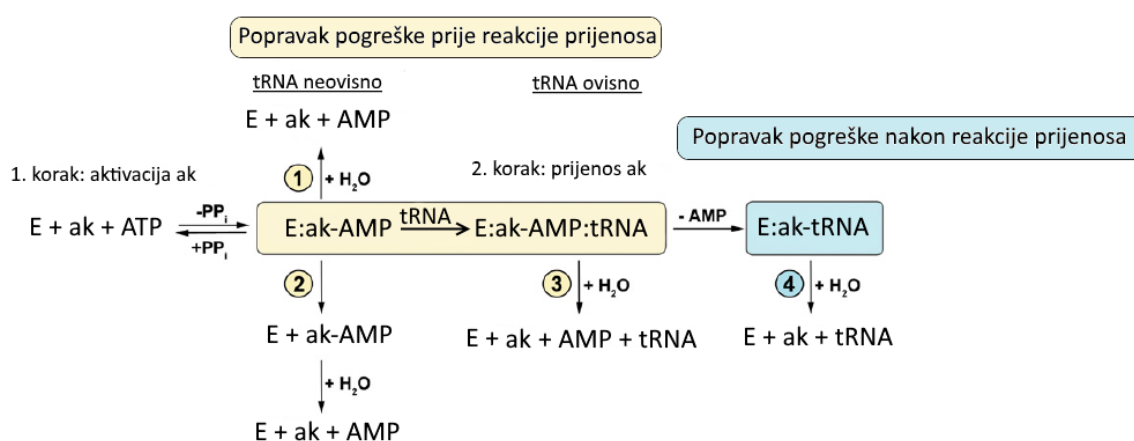 Popravak pogreške prije reakcije prijenosa
tRNA neovisno
tRNA ovisno
E + ak + AMP
Popravak pogreške nakon reakcije prijenosa
1. korak: aktivacija ak
1
+ H₂O
2. korak: prijenos ak
E + ak + ATP
-PPᵢ
+PPᵢ
E:ak-AMP
tRNA
E:ak-AMP:tRNA
- AMP
E:ak-tRNA
2
3
+ H₂O
4
+ H₂O
E + ak-AMP
E + ak + AMP + tRNA
E + ak + tRNA
+ H₂O
E + ak + AMP